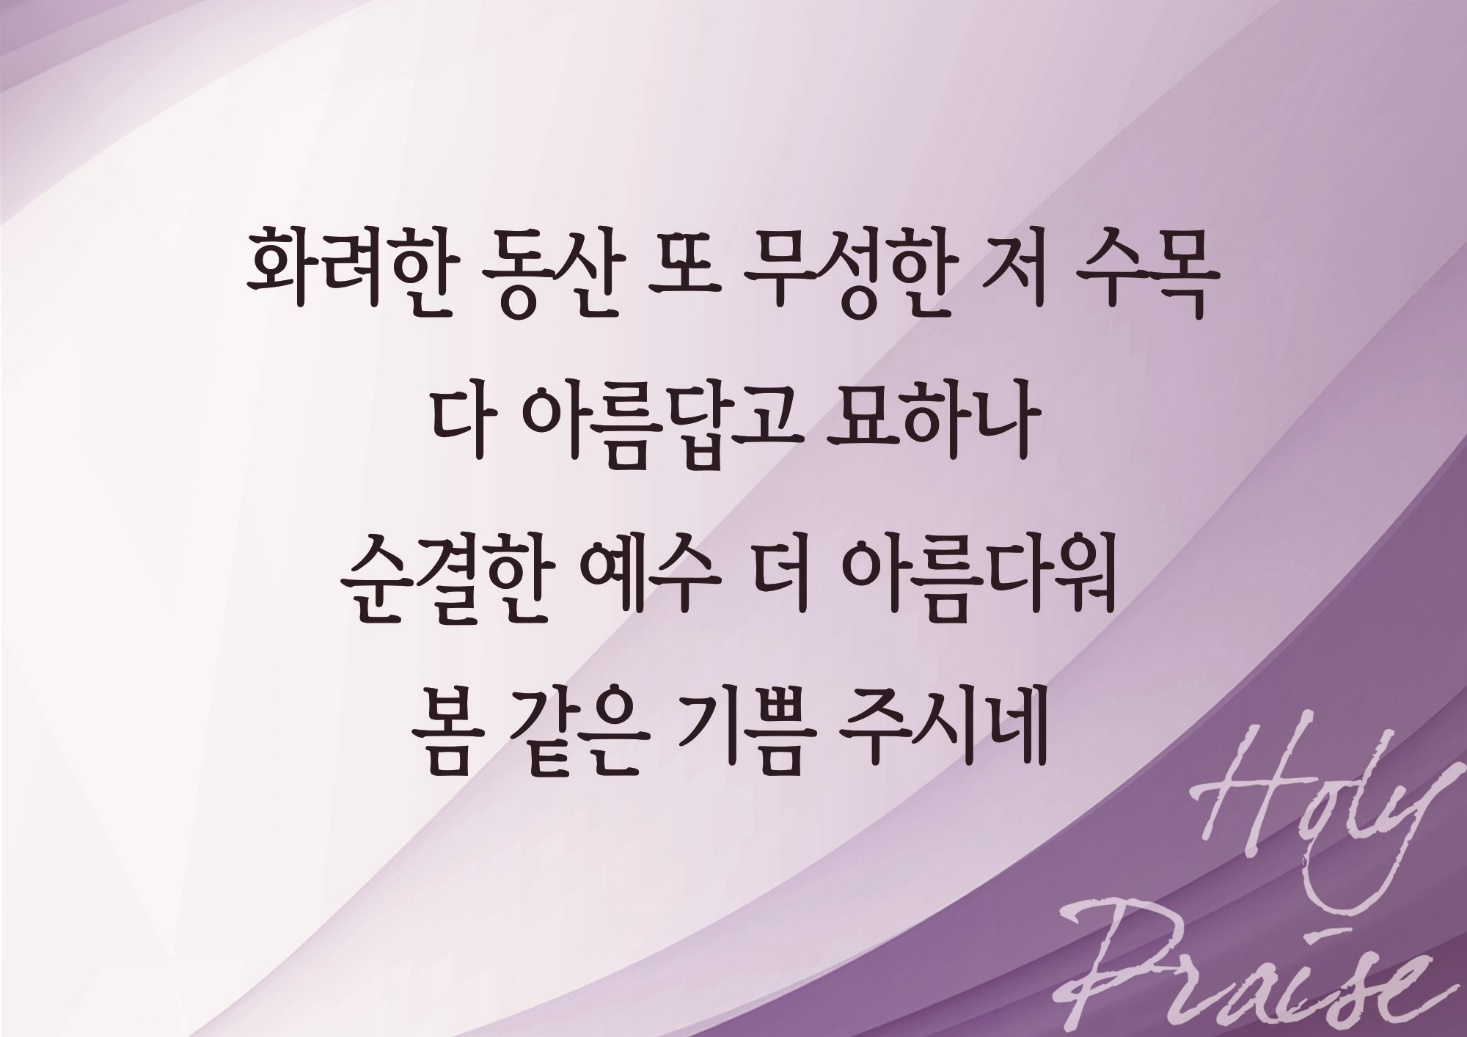 화려한 동산 또 무성한 저 수목
다 아름답고 묘하나
순결한 예수 더 아름다워
봄 같은 기쁨 주시네
Holy
Praise